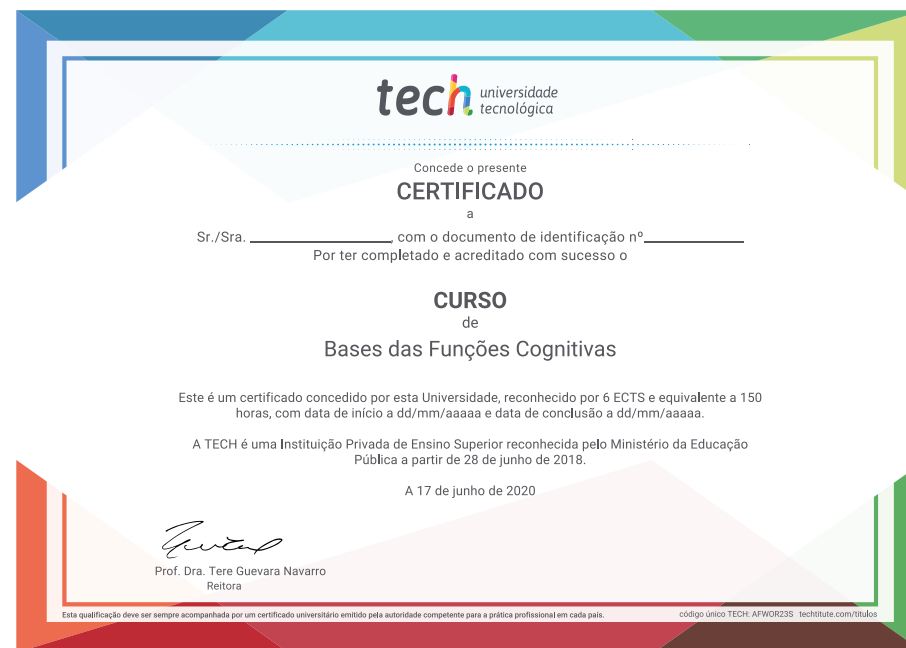 tech universidade
tecnológica
Concede o presente
CERTIFICADO
a
Sr./Sra. ____________________, com o documento de identificação nº______________
Por ter completado e acreditado com sucesso o
CURSO
de
Bases das Funções Cognitivas
Este é um certificado concedido por esta Universidade, reconhecido por 6 ECTS e equivalente a 150
horas, com data de início a dd/mm/aaaaa e data de conclusão a dd/mm/aaaaa.
A TECH é uma Instituição Privada de Ensino Superior reconhecida pelo Ministério da Educação
Pública a partir de 28 de junho de 2018.
A 17 de junho de 2020
Prof. Dra. Tere Guevara Navarro
Reitora
Esta qualificação deve ser sempre acompanhada por um certificado universitário emitido pela autoridade competente para a prática profissional em cada país.
código único TECH: AFWOR23S techtitute.com/titulos